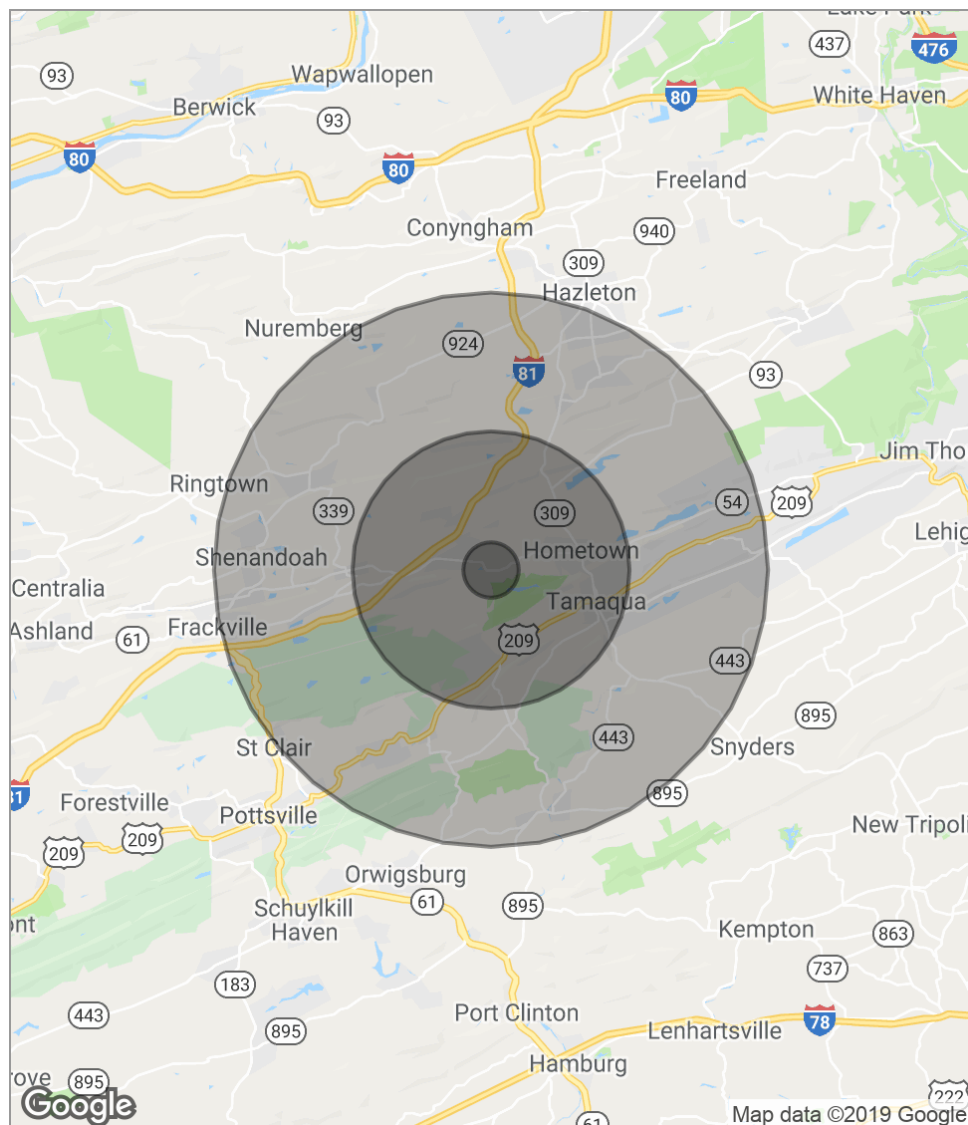 Lake Park
437
476
93
Wapwallopen
Berwick
80
White Haven
93
80
80
Freeland
Conyngham
940
309
Hazleton
Nuremberg
924
81
93
Jim Tho
Ringtown
54
209
339
309
Lehig
Shenandoah
Hometown
Centralia
Tamaqua
Ashland
Frackville
61
209
443
895
443
St Clair
Snyders
81
895
Forestville
Pottsville
New Tripoli
209
209
Orwigsburg
61
895
Schuylkill
Haven
ont
Kempton
863
737
183
443
Port Clinton
895
Lenhartsville
78
Hamburg
rove
895
222
Google
61
Map data ©2019 Google